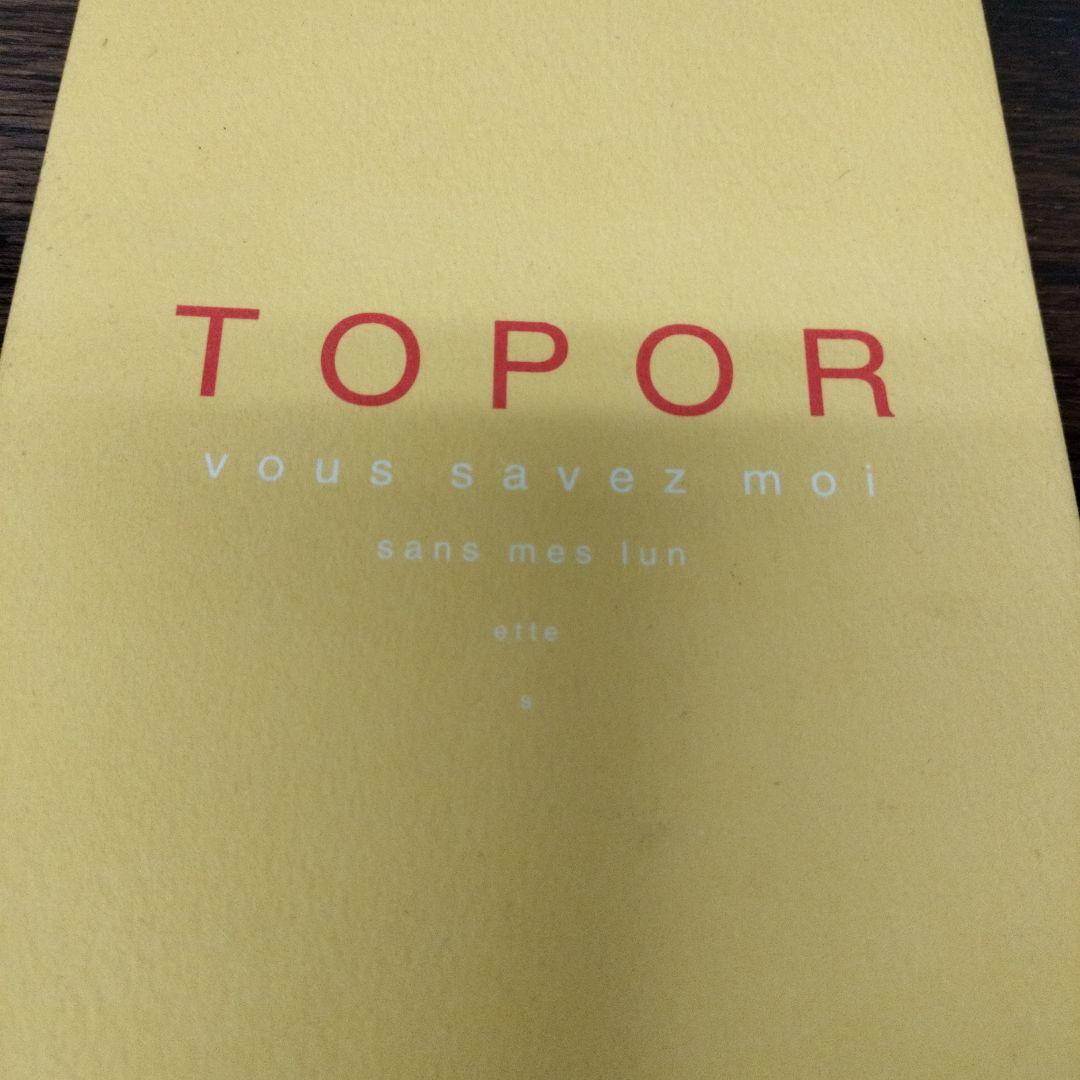 TOPOR
vous savez moi
sans mes lun
ette
s